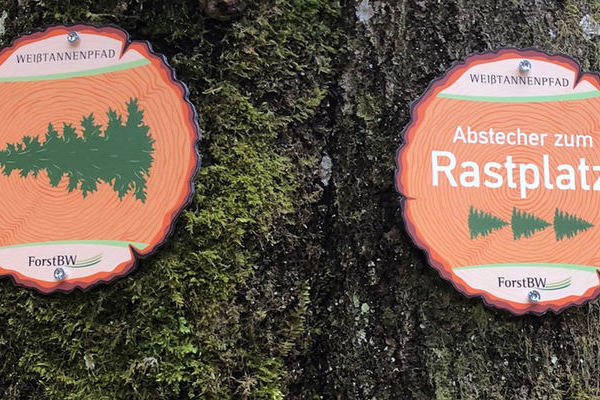 WEIßTANNENPFAD
ForstBW
WEIßTANNENPFAD
Abstecher zum
Rastplatz
ForstBW